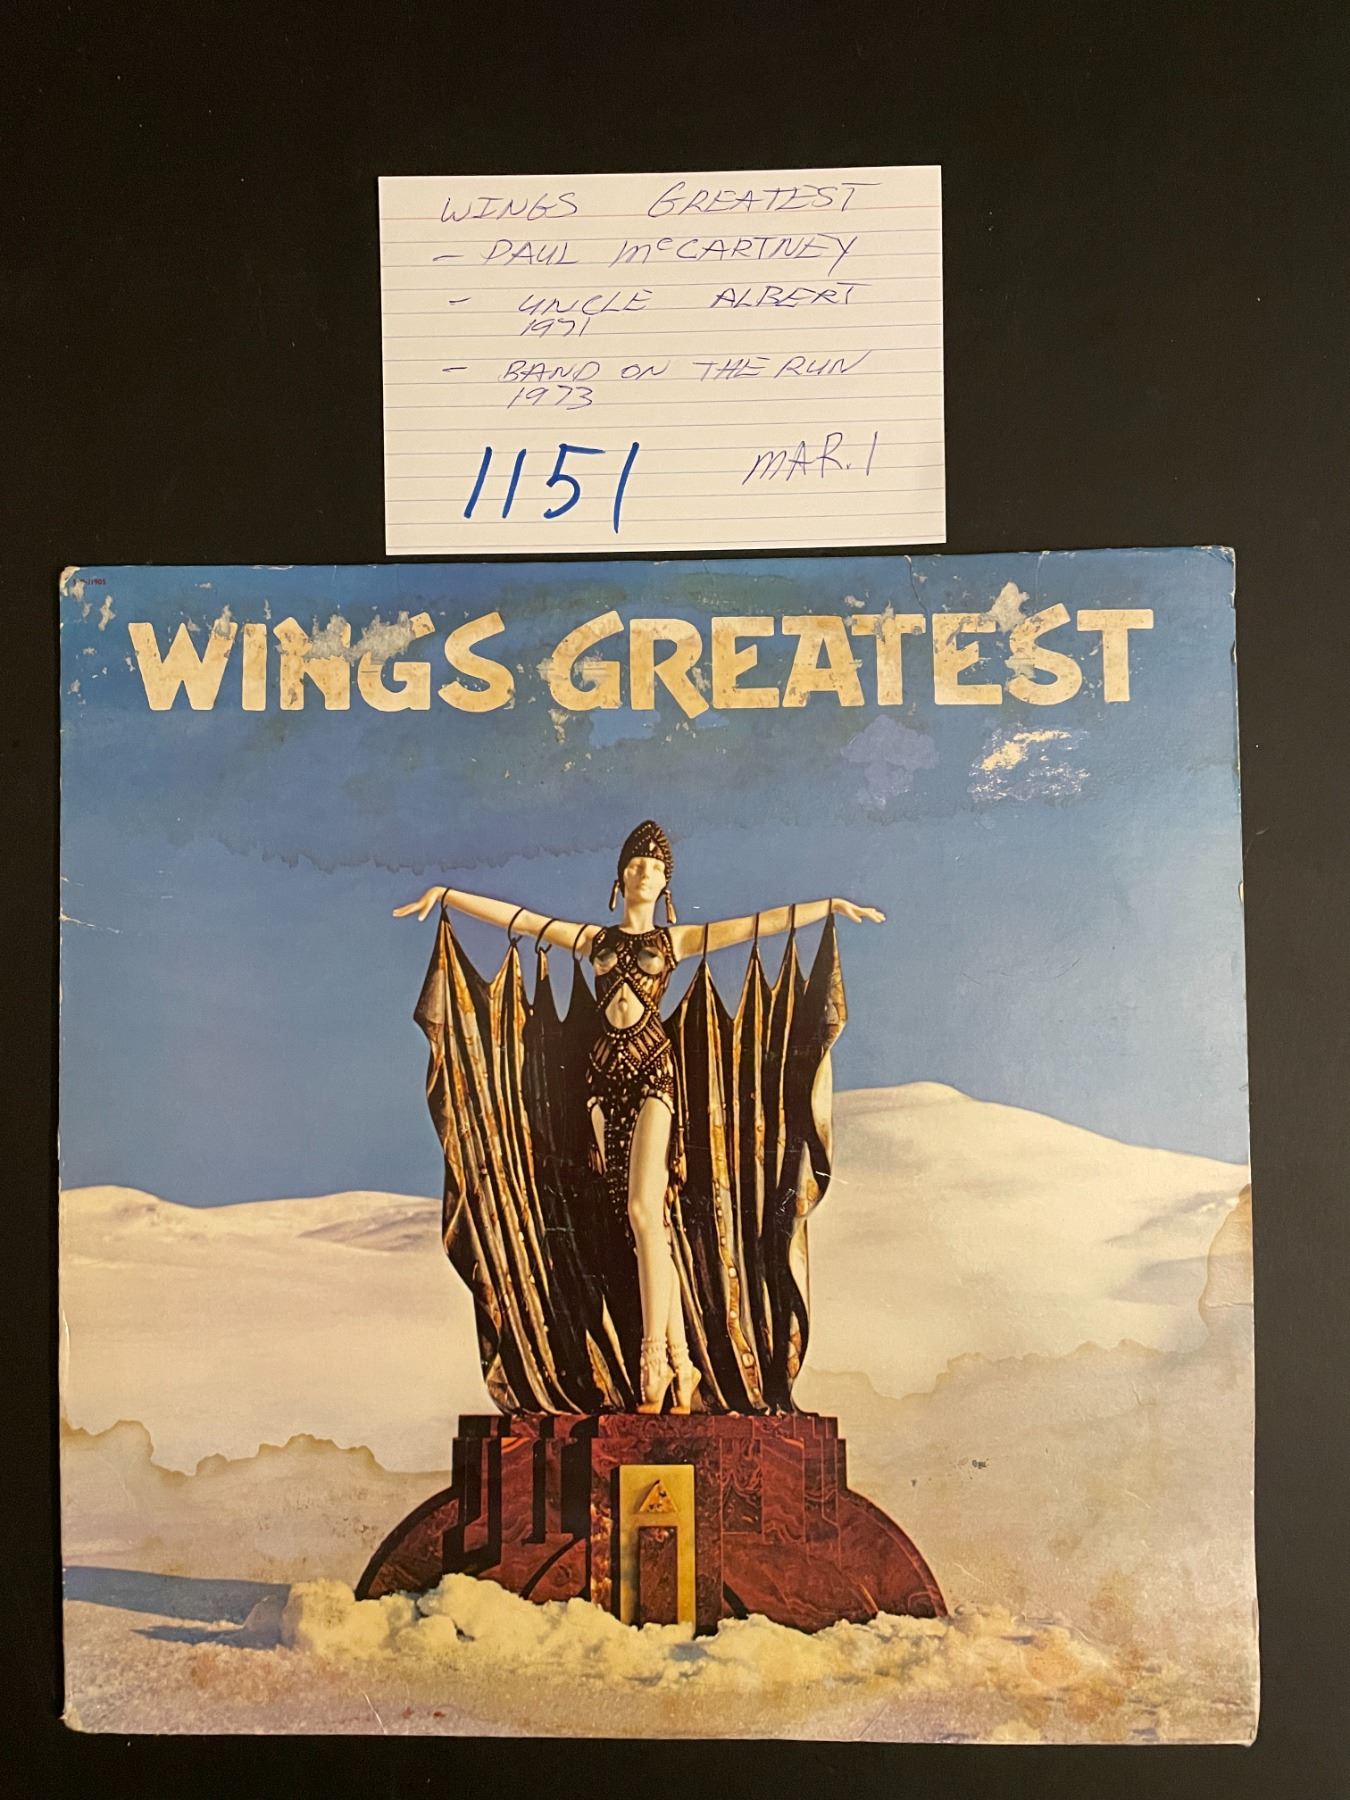 WINGS GREATEST
- PAUL McCARTNEY
- UNCLE ALBERT
1971
- BAND ON THE RUN
1973
1151 MAR. 1
WINGS GREATEST